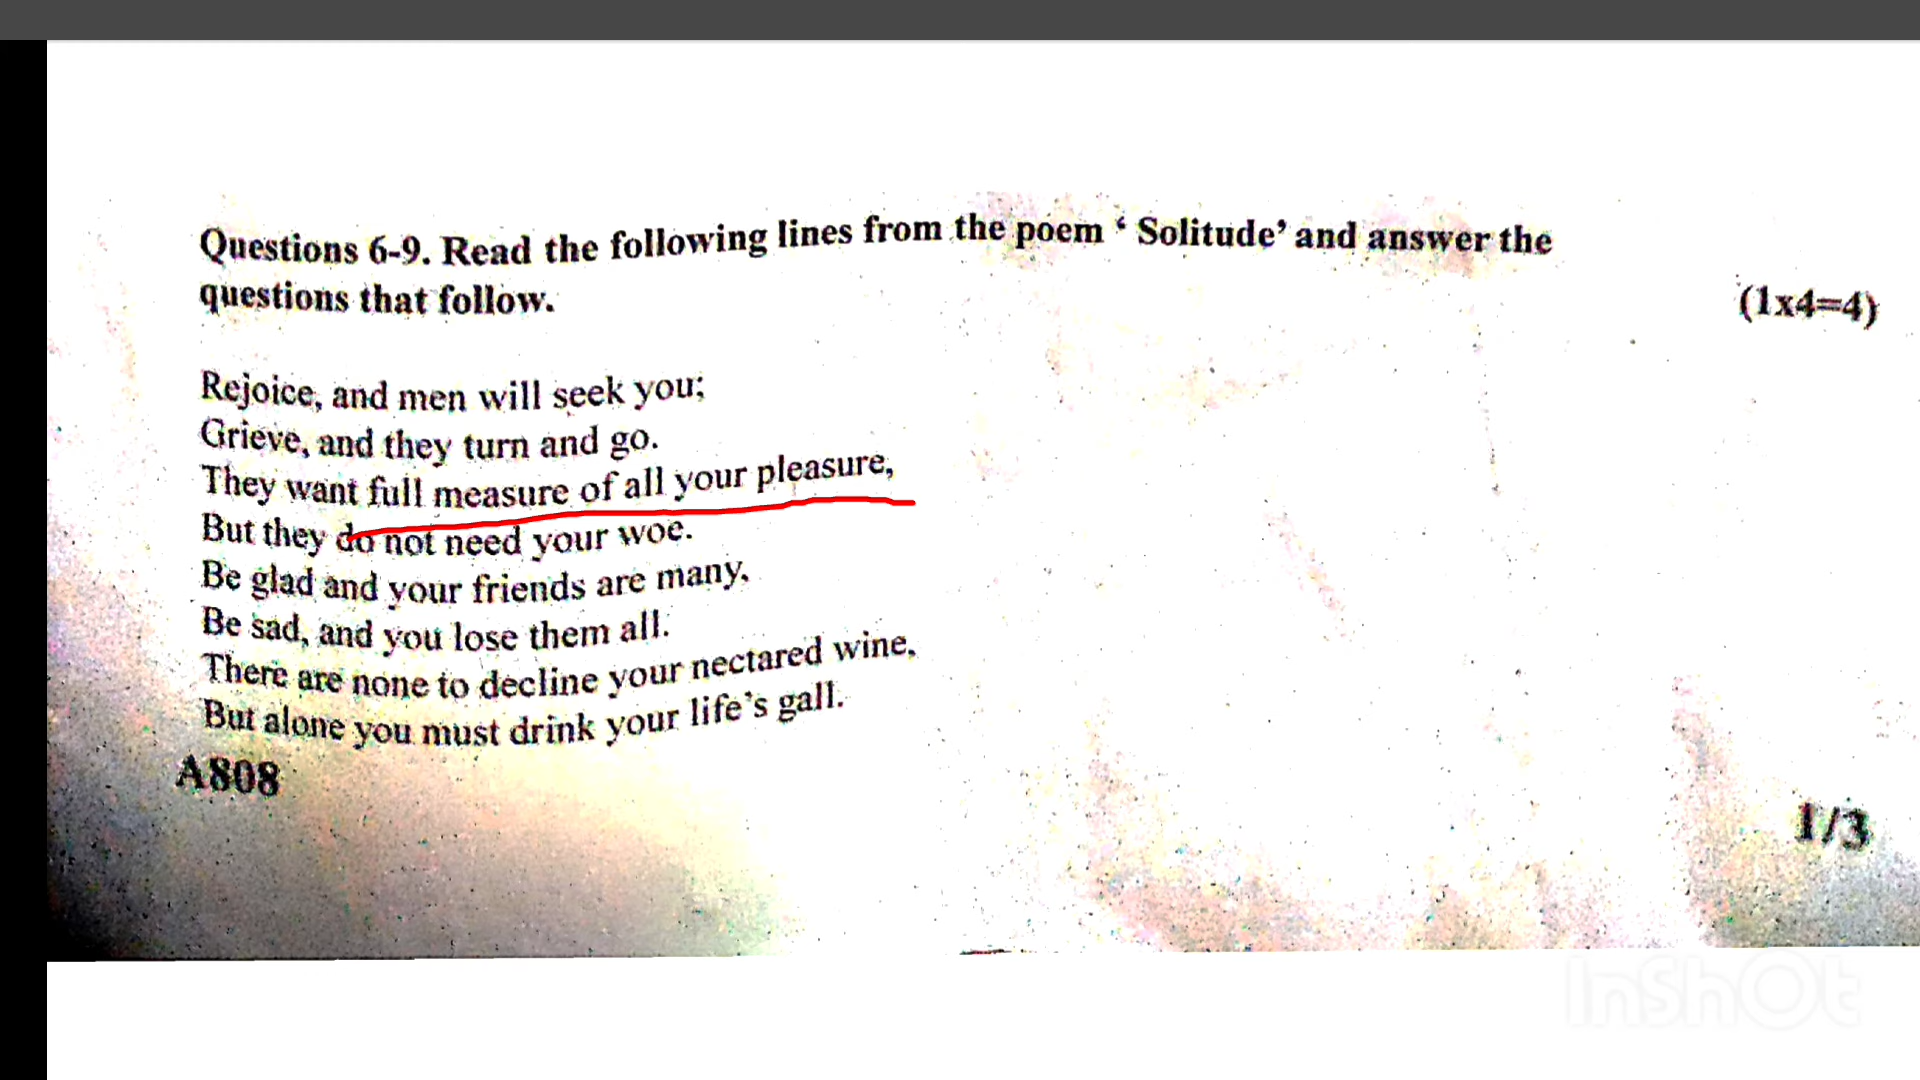 Questions 6-9. Read the following lines from the poem ‘ Solitude’ and answer the
questions that follow.
(1x4=4)
Rejoice, and men will seek you;
Grieve, and they turn and go.
They want full measure of all your pleasure,
But they do not need your woe.
Be glad and your friends are many,
Be sad, and you lose them all.
There are none to decline your nectared wine,
But alone you must drink your life’s gall.
A808
1/3
InShOt